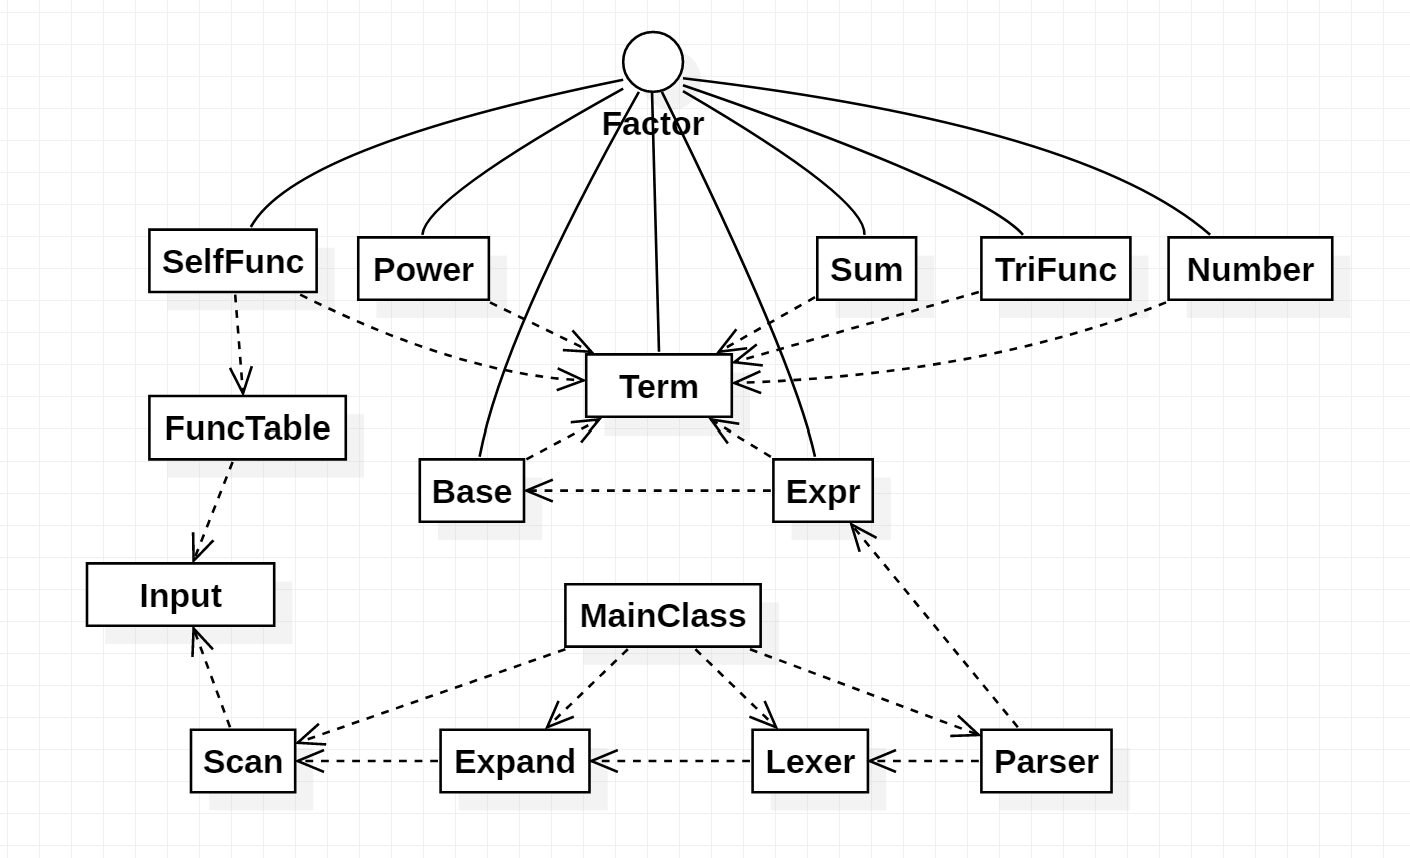 Factor
SelfFunc
Power
Sum
TriFunc
Number
Term
FuncTable
Base
Expr
Input
MainClass
Scan
Expand
Lexer
Parser